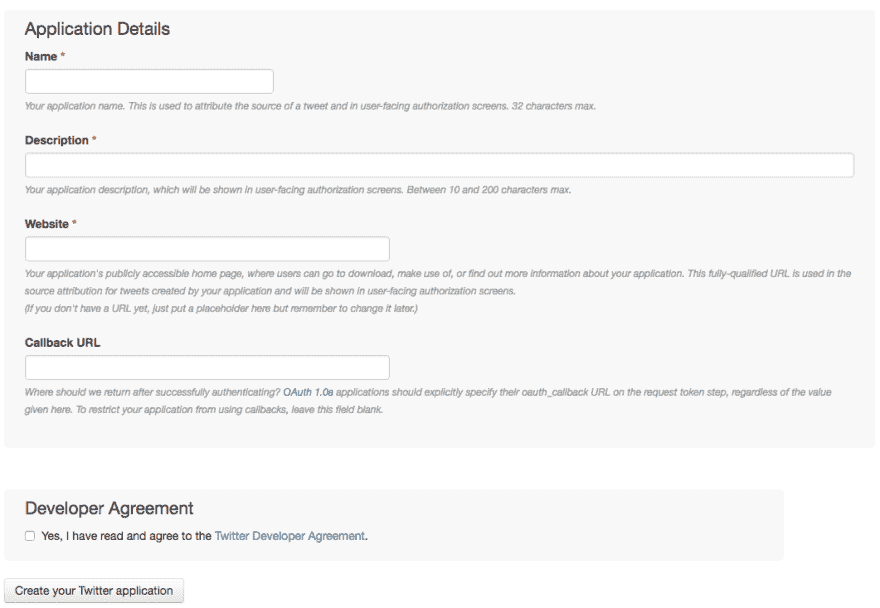 Application Details
Name *
Your application name. This is used to attribute the source of a tweet and in user-facing authorization screens. 32 characters max.
Description *
Your application description, which will be shown in user-facing authorization screens. Between 10 and 200 characters max.
Website *
Your application's publicly accessible home page, where users can go to download, make use of, or find out more information about your application. This fully-qualified URL is used in the
source attribution for tweets created by your application and will be shown in user-facing authorization screens.
(If you don't have a URL yet, just put a placeholder here but remember to change it later.)
Callback URL
Where should we return after successfully authenticating? OAuth 1.0a applications should explicitly specify their oauth_callback URL on the request token step, regardless of the value
given here. To restrict your application from using callbacks, leave this field blank.
Developer Agreement
Yes, I have read and agree to the Twitter Developer Agreement.
Create your Twitter application